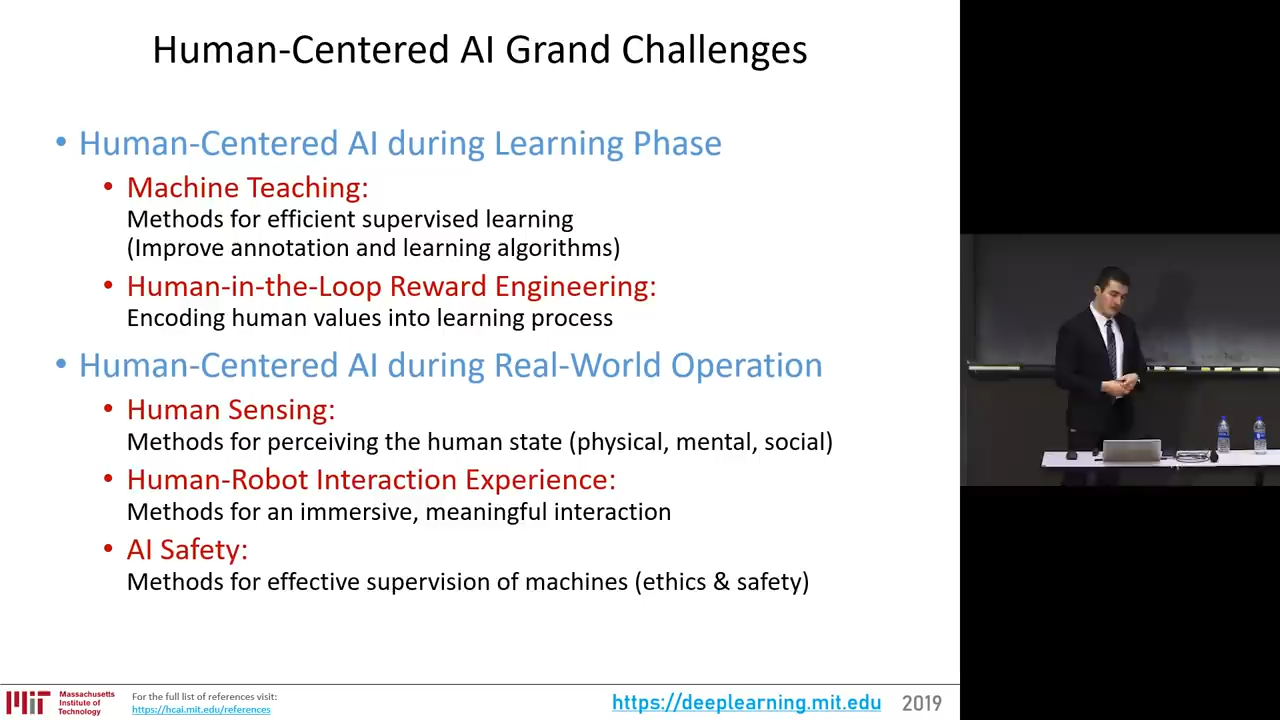 Human-Centered AI Grand Challenges
• Human-Centered AI during Learning Phase
• Machine Teaching:
Methods for efficient supervised learning
(Improve annotation and learning algorithms)
• Human-in-the-Loop Reward Engineering:
Encoding human values into learning process
• Human-Centered AI during Real-World Operation
• Human Sensing:
Methods for perceiving the human state (physical, mental, social)
• Human-Robot Interaction Experience:
Methods for an immersive, meaningful interaction
• AI Safety:
Methods for effective supervision of machines (ethics & safety)
Massachusetts
Institute of
Technology
For the full list of references visit:
https://hcai.mit.edu/references
https://deeplearning.mit.edu 2019